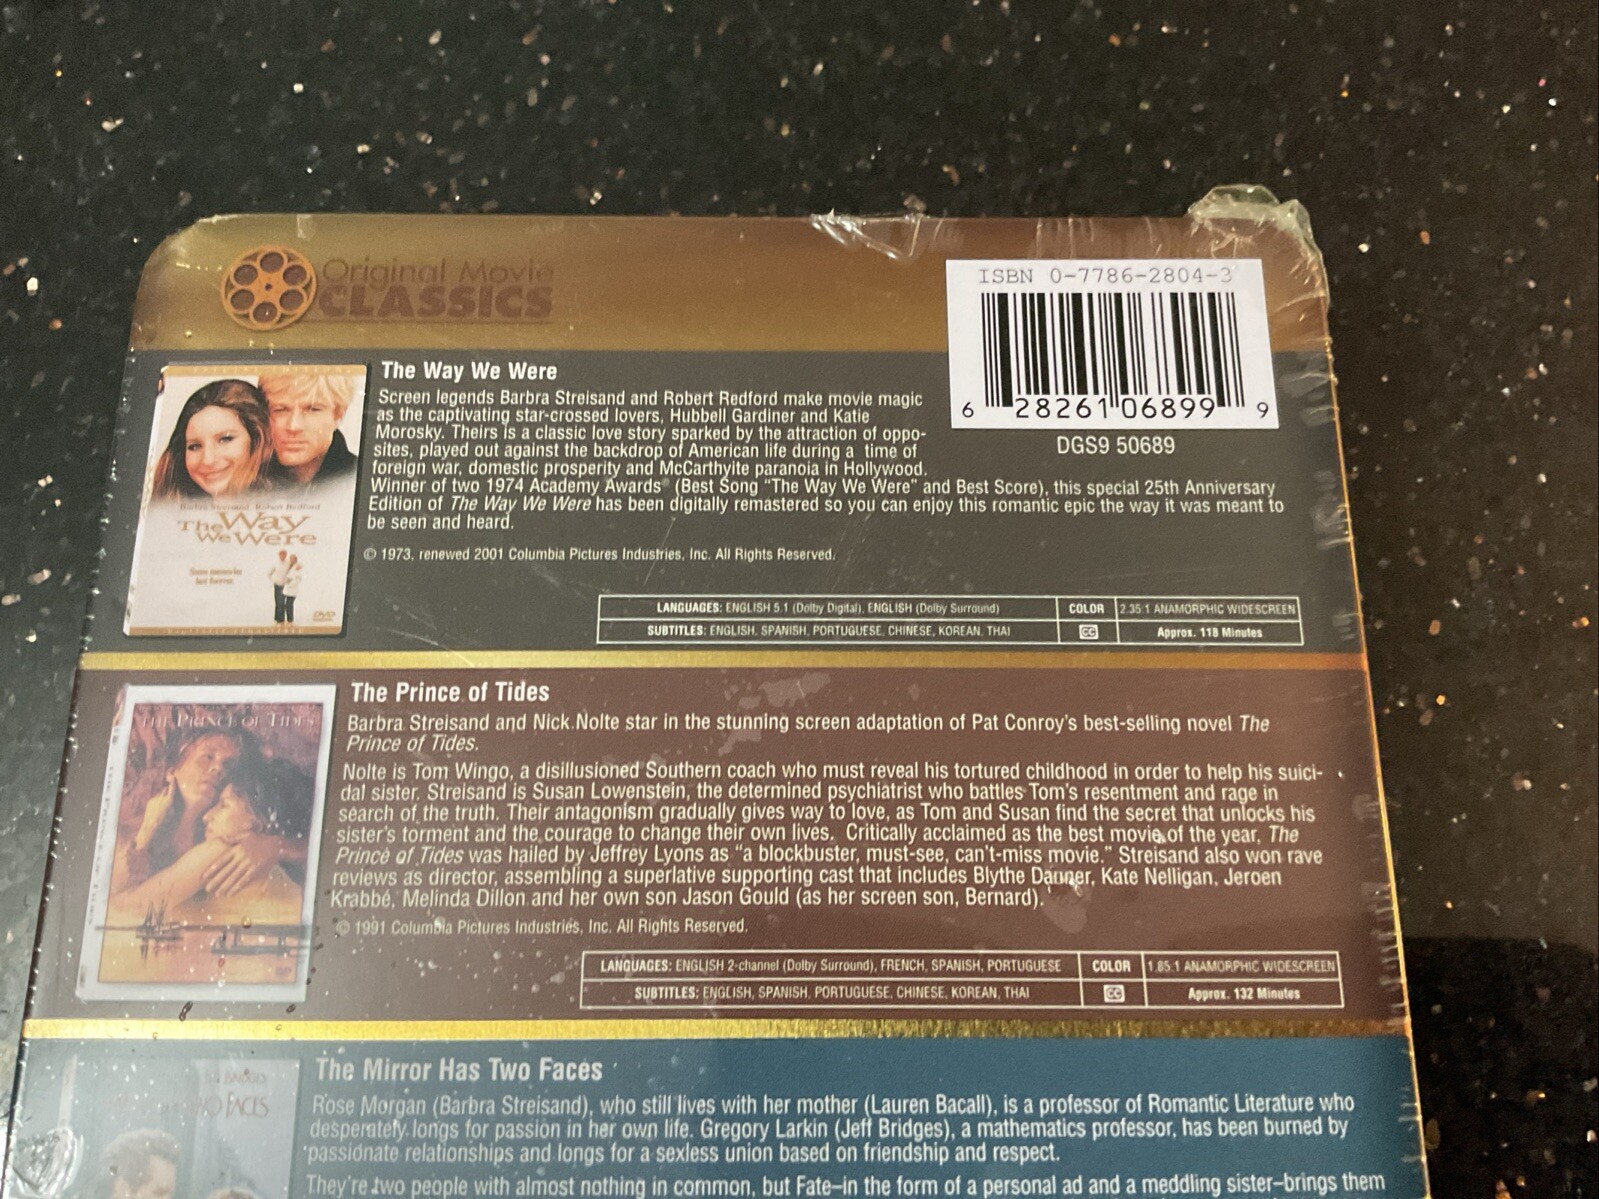 Original Movie
CLASSICS
ISBN 0-7786-2804-3
6 28261 06899 9
DGS9 50689
The Way We Were
Screen legends Barbra Streisand and Robert Redford make movie magic
as the captivating star-crossed lovers, Hubbell Gardiner and Katie
Morosky. Theirs is a classic love story sparked by the attraction of oppo-
sites, played out against the backdrop of American life during a time of
foreign war, domestic prosperity and McCarthyite paranoia in Hollywood.
Winner of two 1974 Academy Awards® (Best Song "The Way We Were" and Best Score), this special 25th Anniversary
Edition of The Way We Were has been digitally remastered so you can enjoy this romantic epic the way it was meant to
be seen and heard.
© 1973, renewed 2001 Columbia Pictures Industries, Inc. All Rights Reserved.
Barbra Streisand Robert Redford
The Way
We Were
Some memories
last forever.
DVD
LANGUAGES: ENGLISH 5.1 (Dolby Digital), ENGLISH (Dolby Surround) COLOR 2.35:1 ANAMORPHIC WIDESCREEN
SUBTITLES: ENGLISH, SPANISH, PORTUGUESE, CHINESE, KOREAN, THAI CC Approx. 118 Minutes
The Prince of Tides
THE PRINCE OF TIDES
Barbra Streisand and Nick Nolte star in the stunning screen adaptation of Pat Conroy's best-selling novel The
Prince of Tides.
Nolte is Tom Wingo, a disillusioned Southern coach who must reveal his tortured childhood in order to help his suici-
dal sister. Streisand is Susan Lowenstein, the determined psychiatrist who battles Tom's resentment and rage in
search of the truth. Their antagonism gradually gives way to love, as Tom and Susan find the secret that unlocks his
sister's torment and the courage to change their own lives. Critically acclaimed as the best movie of the year, The
Prince of Tides was hailed by Jeffrey Lyons as "a blockbuster, must-see, can't-miss movie." Streisand also won rave
reviews as director, assembling a superlative supporting cast that includes Blythe Danner, Kate Nelligan, Jeroen
Krabbé, Melinda Dillon and her own son Jason Gould (as her screen son, Bernard).
© 1991 Columbia Pictures Industries, Inc. All Rights Reserved.
LANGUAGES: ENGLISH 2-channel (Dolby Surround), FRENCH, SPANISH, PORTUGUESE COLOR 1.85:1 ANAMORPHIC WIDESCREEN
SUBTITLES: ENGLISH, SPANISH, PORTUGUESE, CHINESE, KOREAN, THAI CC Approx. 132 Minutes
The Mirror Has Two Faces
Rose Morgan (Barbra Streisand), who still lives with her mother (Lauren Bacall), is a professor of Romantic Literature who
desperately longs for passion in her own life. Gregory Larkin (Jeff Bridges), a mathematics professor, has been burned by
passionate relationships and longs for a sexless union based on friendship and respect.
They're two people with almost nothing in common, but Fate–in the form of a personal ad and a meddling sister–brings them